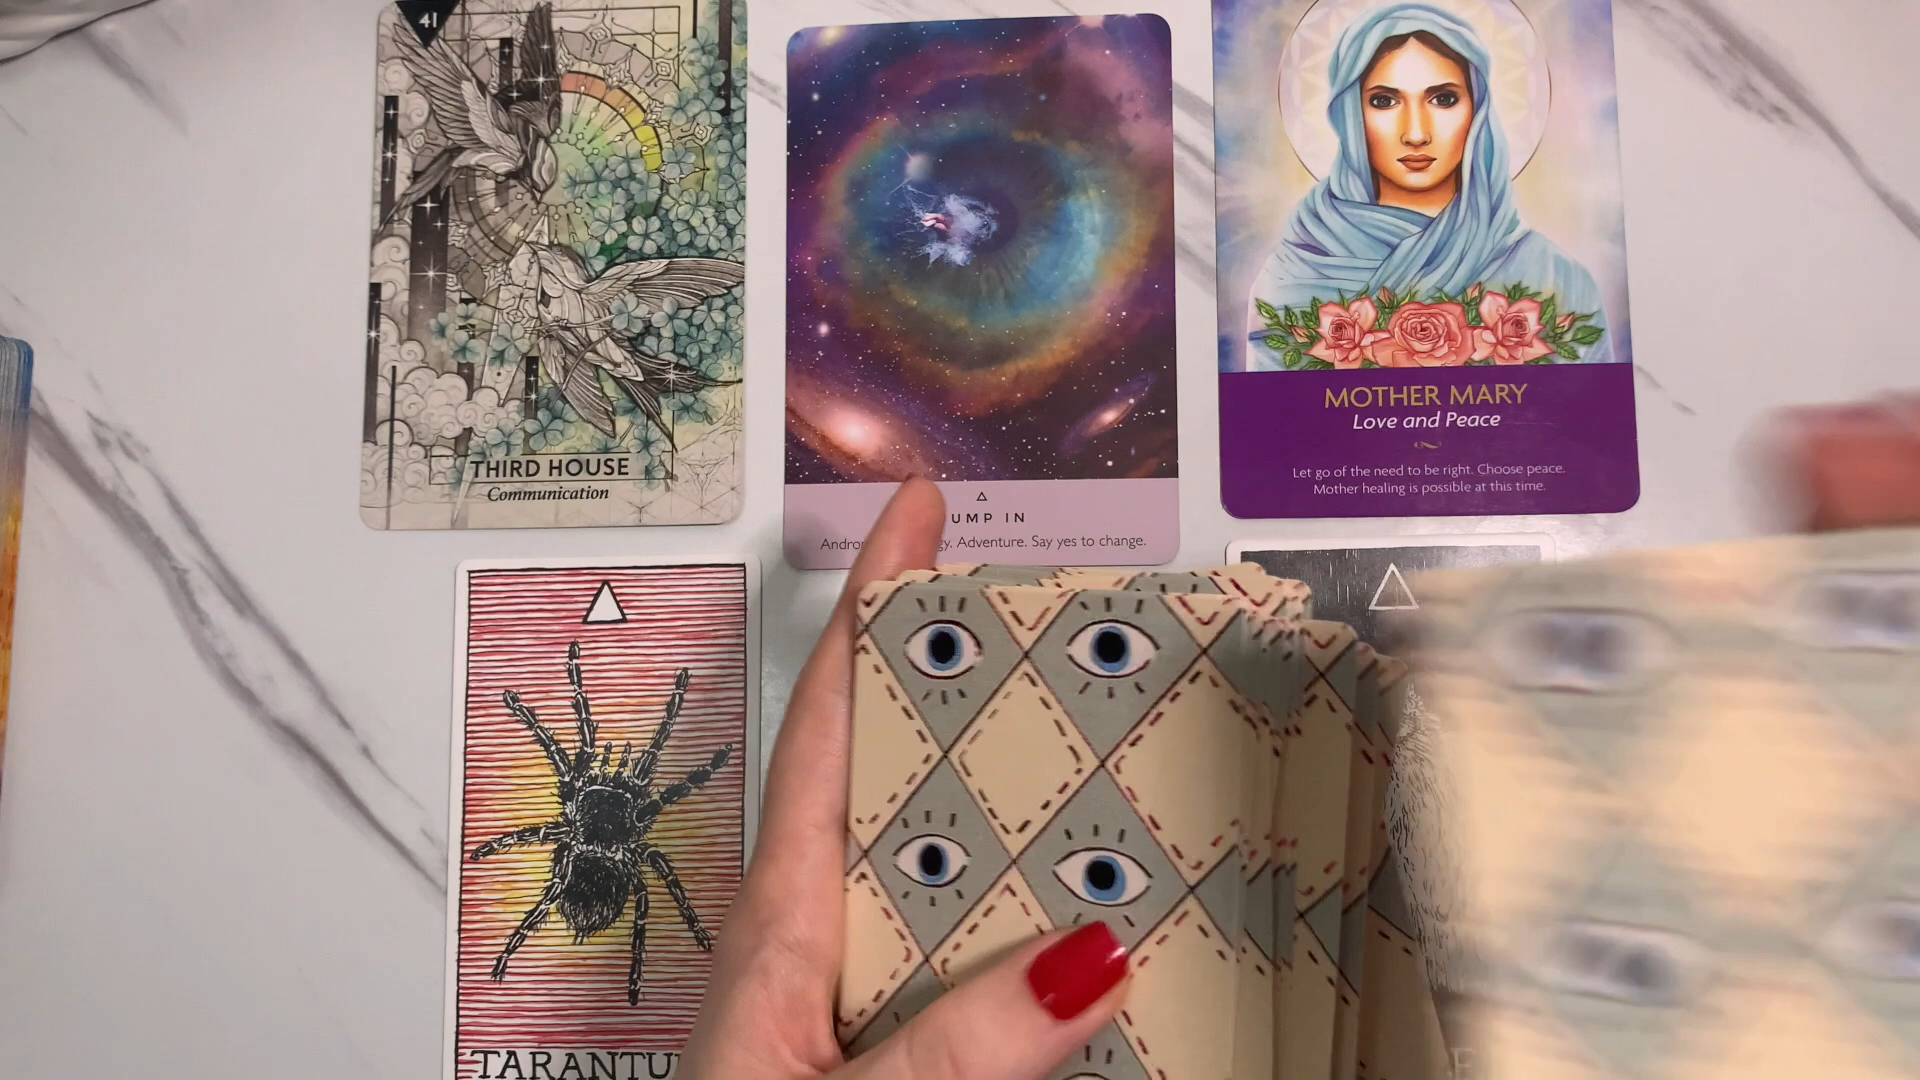 41
THIRD HOUSE
Communication
UMP IN
Andro gy. Adventure. Say yes to change.
MOTHER MARY
Love and Peace
Let go of the need to be right. Choose peace.
Mother healing is possible at this time.
TARANTU